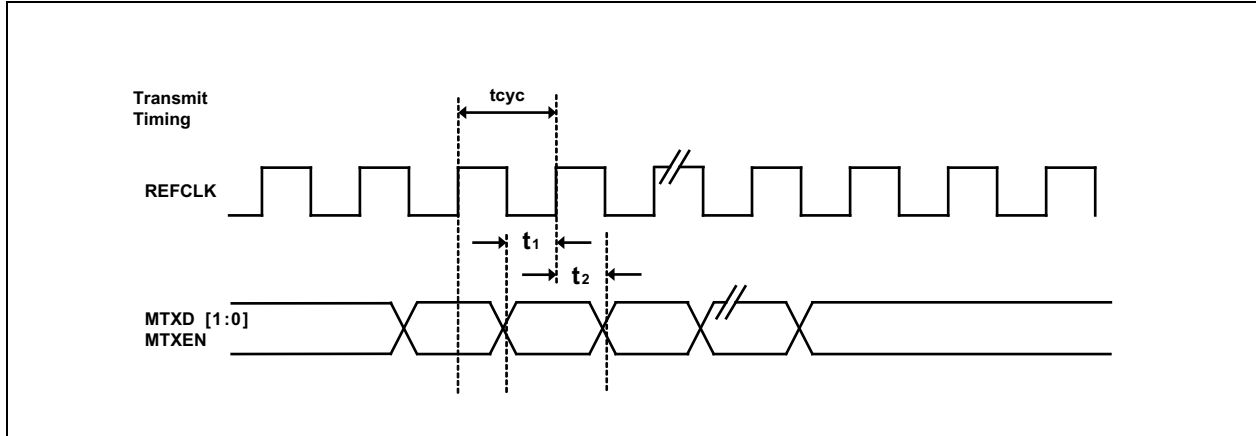 Transmit
Timing
tcyc
REFCLK
t1
t2
MTXD [1:0]
MTXEN